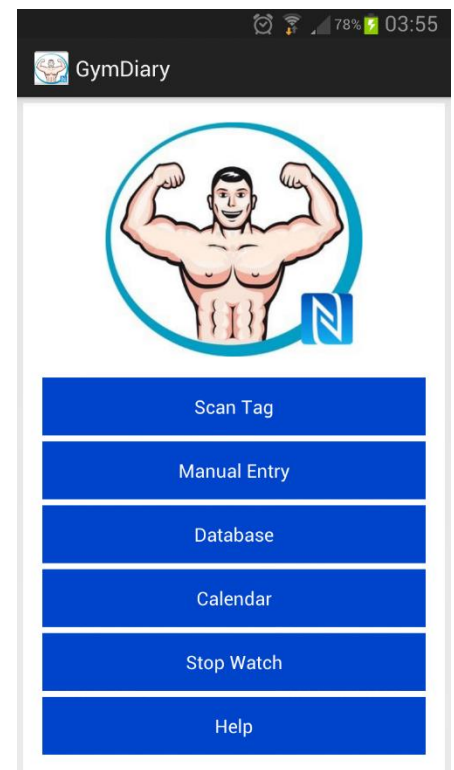 78% 03:55
GymDiary
Scan Tag
Manual Entry
Database
Calendar
Stop Watch
Help